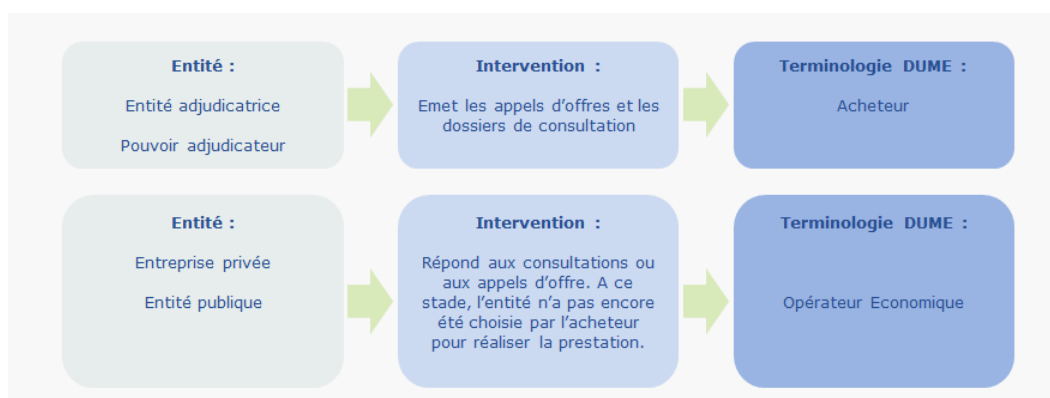 Entité :
Entité adjudicatrice
Pouvoir adjudicateur
Intervention :
Emet les appels d'offres et les
dossiers de consultation
Terminologie DUME :
Acheteur
Entité :
Entreprise privée
Entité publique
Intervention :
Répond aux consultations ou
aux appels d'offre. A ce
stade, l'entité n'a pas encore
été choisie par l'acheteur
pour réaliser la prestation.
Terminologie DUME :
Opérateur Economique